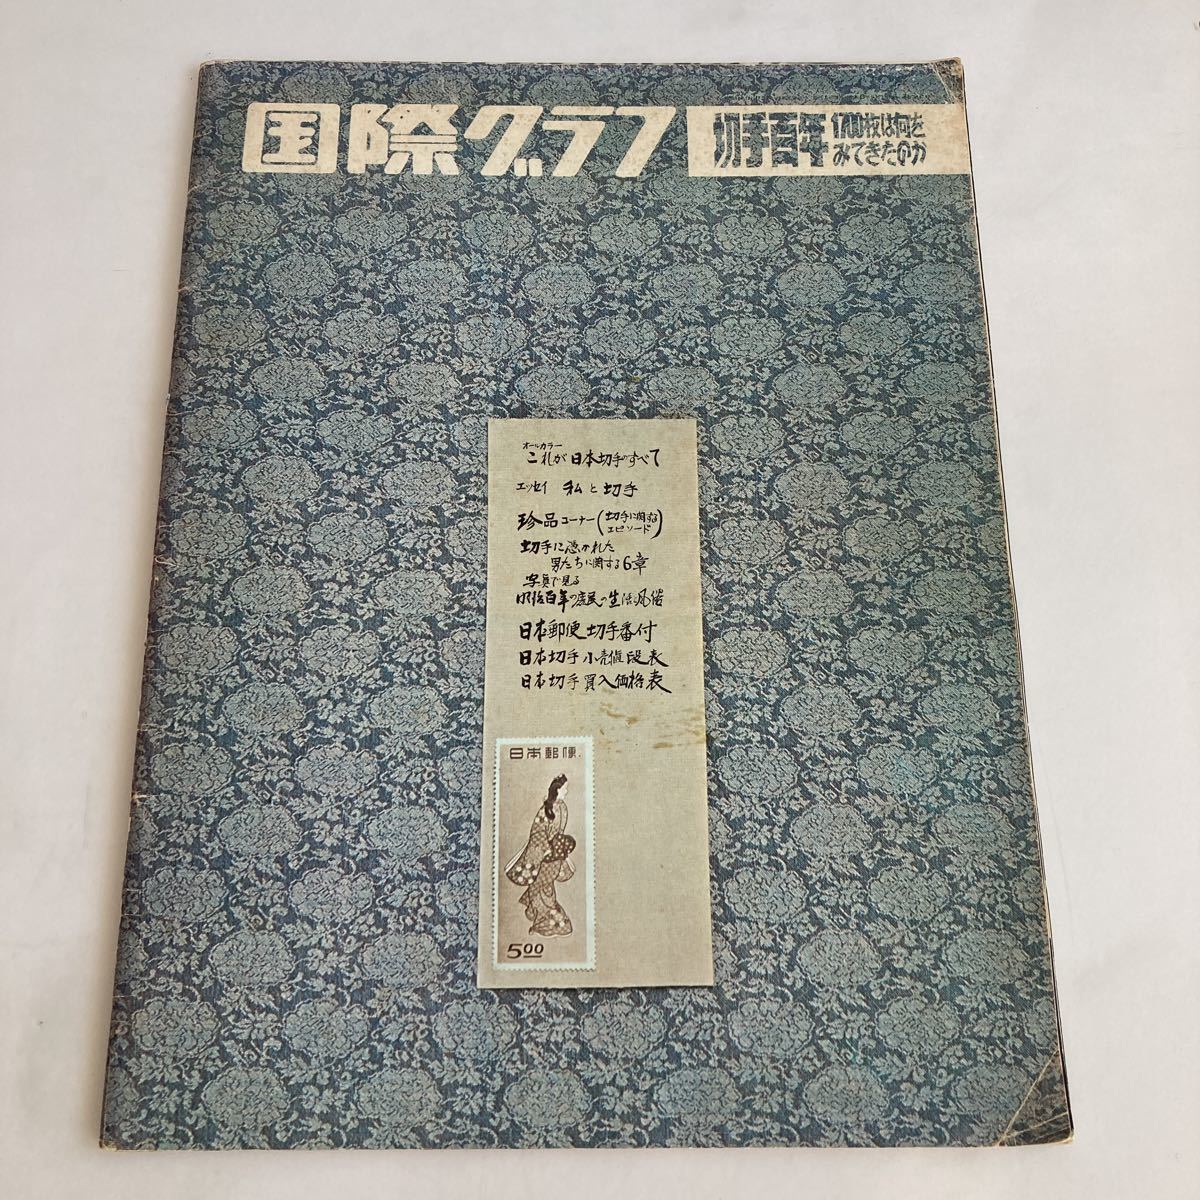 国際グラフ
切手百年
1700枚は何を
みてきたのか
オールカラー
これが日本切手のすべて
エッセイ 私と切手
珍品コーナー(切手に関する
エピソード)
切手に憑かれた
男たちに関する6章
写真で見る
明治百年の庶民の生活風俗
日本郵便切手番付
日本切手小売値段表
日本切手買入価格表
日本郵便.
5.00